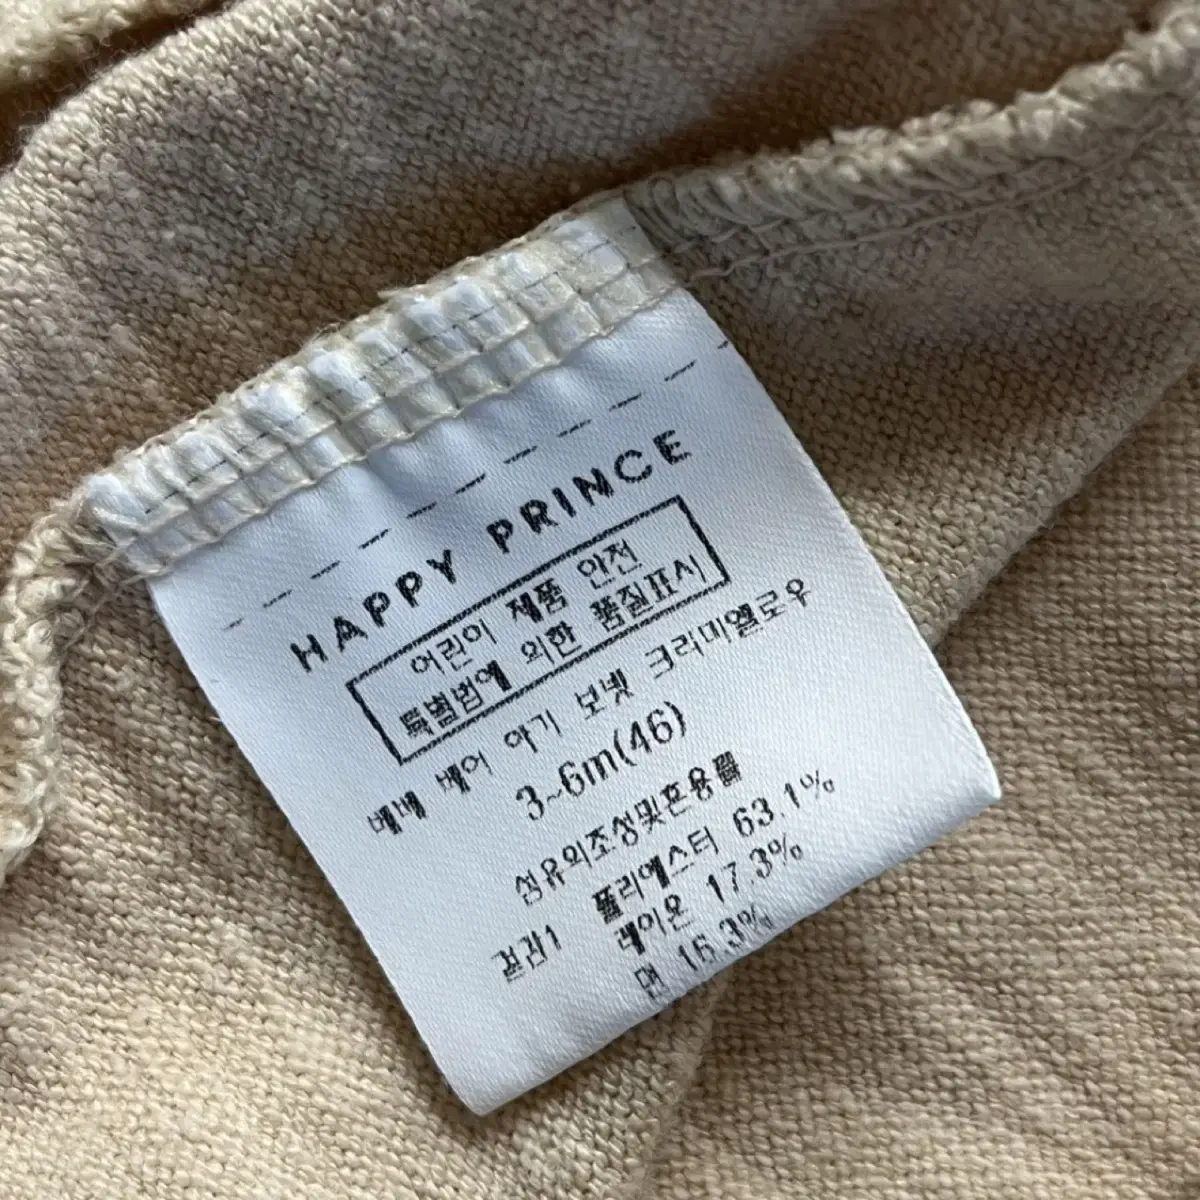 HAPPY PRINCE
어린이 제품 안전
특별법에 의한 품질표시
베베 베어 아기 보넷 크리미옐로우
3~6m(46)
섬유의조성및혼용률
겉감1 폴리에스터 63.1%
레이온 17.3%
면 16.3%